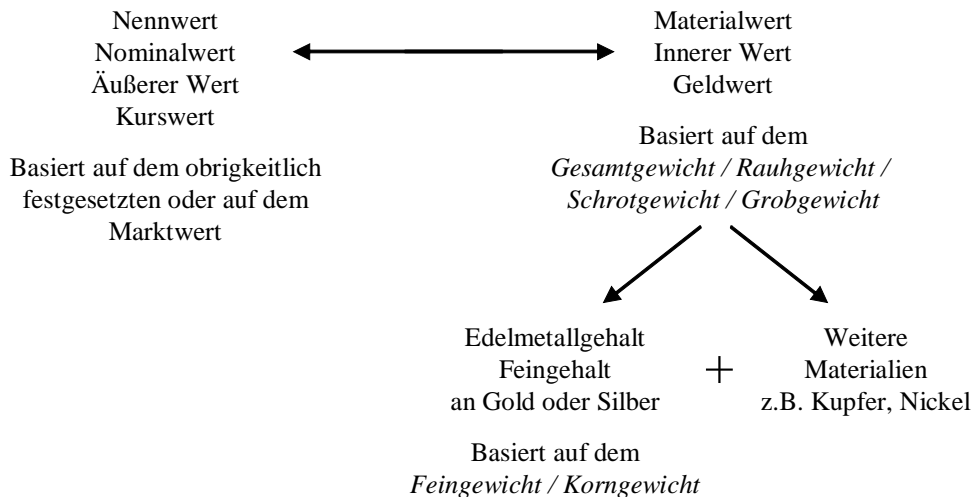 Nennwert
Nominalwert
Äußerer Wert
Kurswert
Basiert auf dem obrigkeitlich
festgesetzten oder auf dem
Marktwert
Materialwert
Innerer Wert
Geldwert
Basiert auf dem
Gesamtgewicht / Rauhgewicht /
Schrotgewicht / Grobgewicht
Edelmetallgehalt
Feingehalt
an Gold oder Silber
+
Weitere
Materialien
z.B. Kupfer, Nickel
Basiert auf dem
Feingewicht / Korngewicht